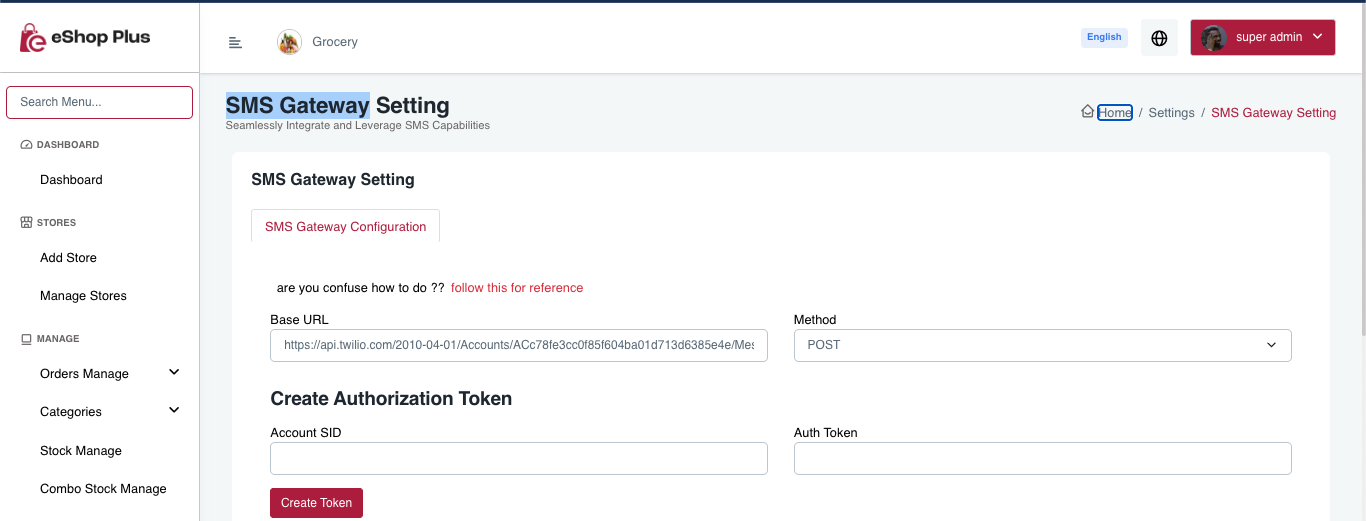 eShop Plus
Grocery
English
super admin
Search Menu...
SMS Gateway Setting
Seamlessly Integrate and Leverage SMS Capabilities
Home / Settings / SMS Gateway Setting
DASHBOARD
Dashboard
STORES
Add Store
Manage Stores
MANAGE
Orders Manage
Categories
Stock Manage
Combo Stock Manage
SMS Gateway Setting
SMS Gateway Configuration
are you confuse how to do ?? follow this for reference
Base URL
https://api.twilio.com/2010-04-01/Accounts/ACc78fe3cc0f85f604ba01d713d6385e4e/Mes
Method
POST
Create Authorization Token
Account SID
Auth Token
Create Token